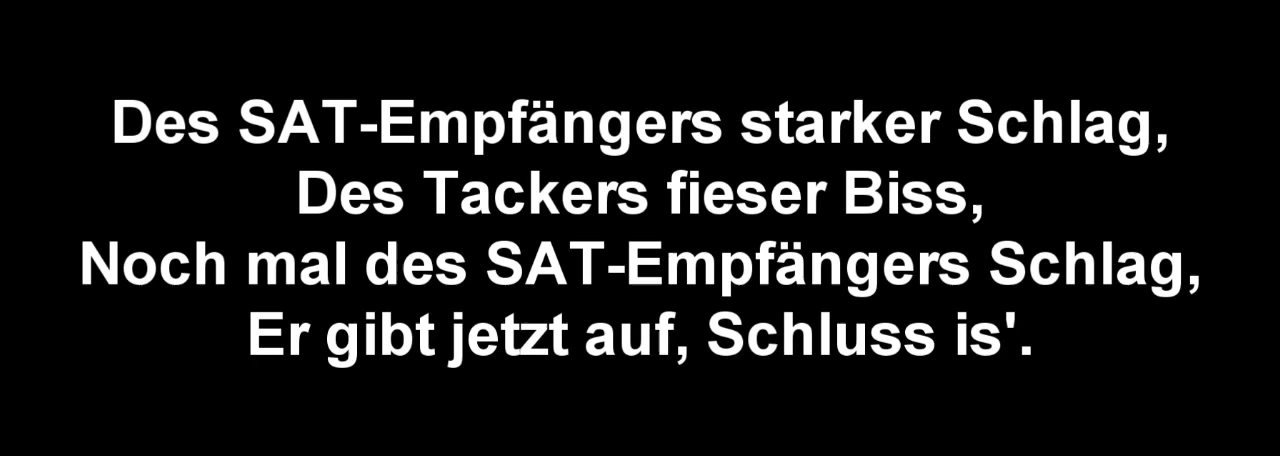 Des SAT-Empfängers starker Schlag,
Des Tackers fieser Biss,
Noch mal des SAT-Empfängers Schlag,
Er gibt jetzt auf, Schluss is'.